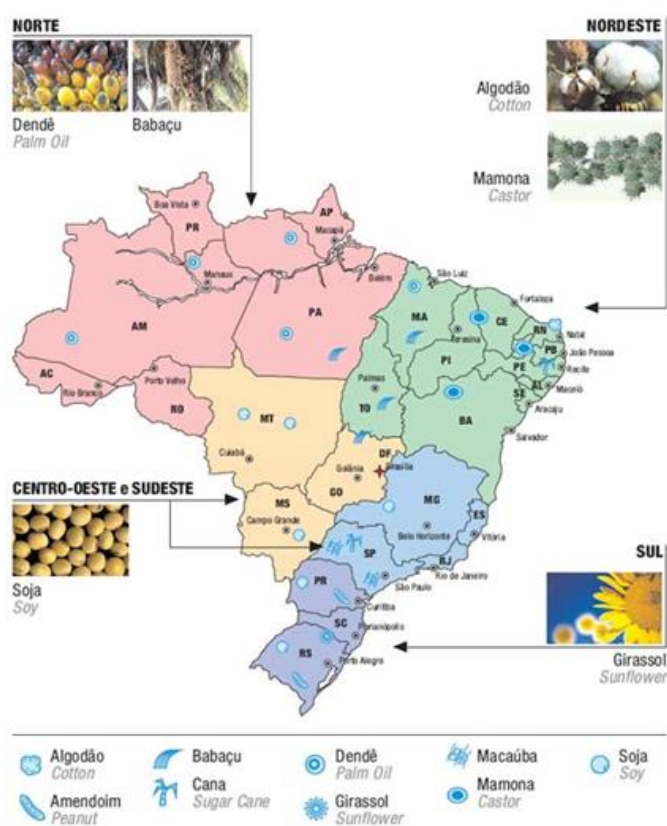 NORTE
NORDESTE
Dendê
Palm Oil
Babaçu
Algodão
Cotton
Mamona
Castor
Boa Vista
PR
AP
Macapá
Manaus
Belém
AM
PA
São Luiz
MA
Fortaleza
CE
Teresina
RN
Natal
PB
João Pessoa
PI
PE
Recife
AL
Maceió
SE
Aracaju
AC
Rio Branco
Porto Velho
RO
Palmas
TO
BA
Salvador
MT
Cuiabá
DF
Brasília
Goiânia
GO
CENTRO-OESTE e SUDESTE
MS
Campo Grande
MG
Belo Horizonte
ES
Vitória
Soja
Soy
SP
São Paulo
RJ
Rio de Janeiro
SUL
PR
Curitiba
SC
Florianópolis
RS
Porto Alegre
Girassol
Sunflower
Algodão
Cotton
Babaçu
Dendê
Palm Oil
Macaúba
Soja
Soy
Amendoim
Peanut
Cana
Sugar Cane
Girassol
Sunflower
Mamona
Castor